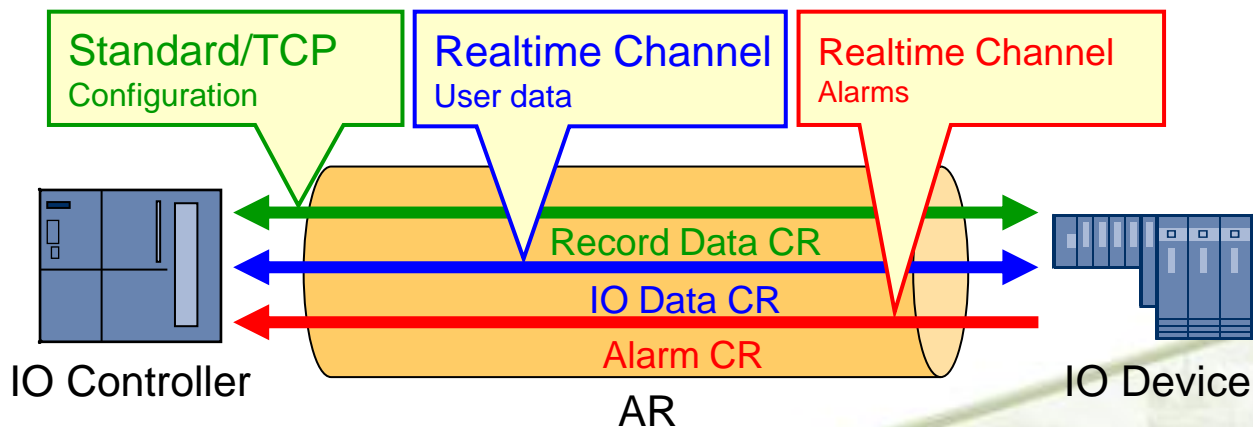 Standard/TCP
Configuration
Realtime Channel
User data
Realtime Channel
Alarms
Record Data CR
IO Data CR
Alarm CR
IO Controller
IO Device
AR